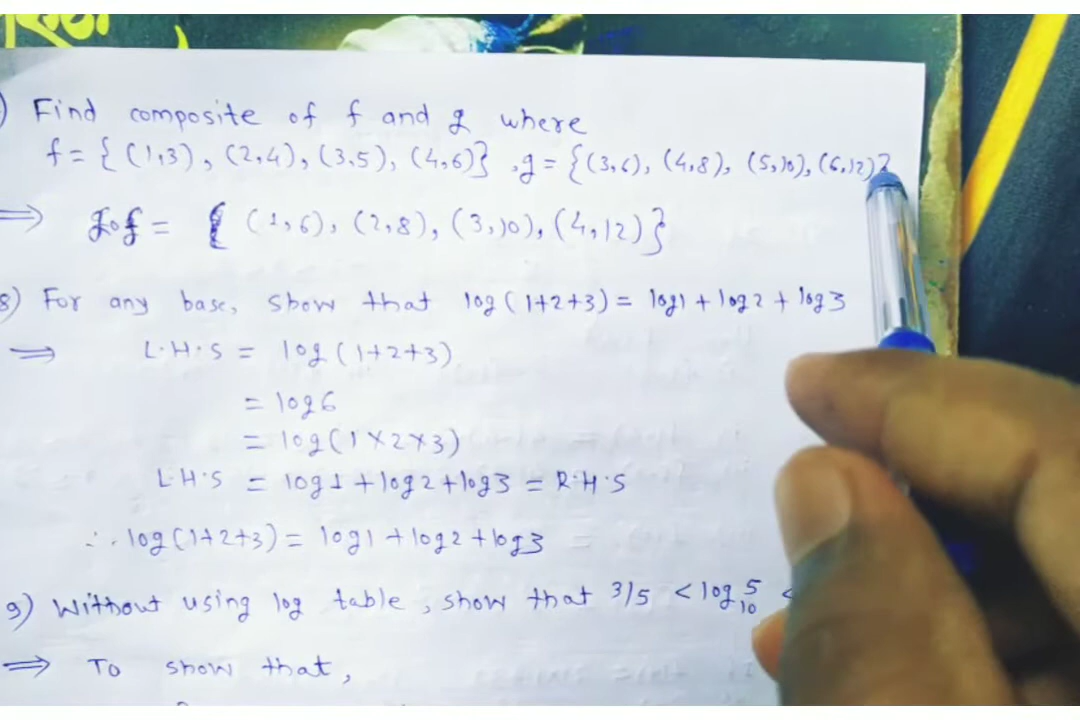 ) Find composite of f and g where
f = { (1,3), (2,4), (3,5), (4,6)} , g = {(3,6), (4,8), (5,10), (6,12)}
⇒ gof = { (1,6), (2,8), (3,10), (4,12)}
8) For any base, show that log(1+2+3) = log1 + log2 + log3
⇒ L.H.S = log(1+2+3)
= log6
= log(1×2×3)
L.H.S = log1 + log2 + log3 = R.H.S
∴ log(1+2+3) = log1 + log2 + log3
9) Without using log table, show that 3/5 < log₁₀5 <
⇒ To show that,